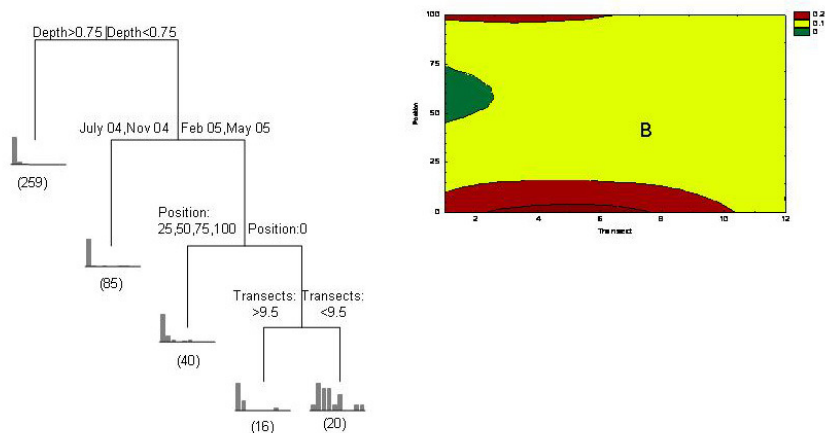 Depth>0.75 Depth<0.75
July 04,Nov 04 Feb 05,May 05
(259)
Position:
25,50,75,100 Position:0
(85)
Transects: Transects:
>9.5 <9.5
(40)
(16) (20)
100
75
50
25
0
Position
B
2 4 6 8 10 12
Transect
0.2
0.1
0